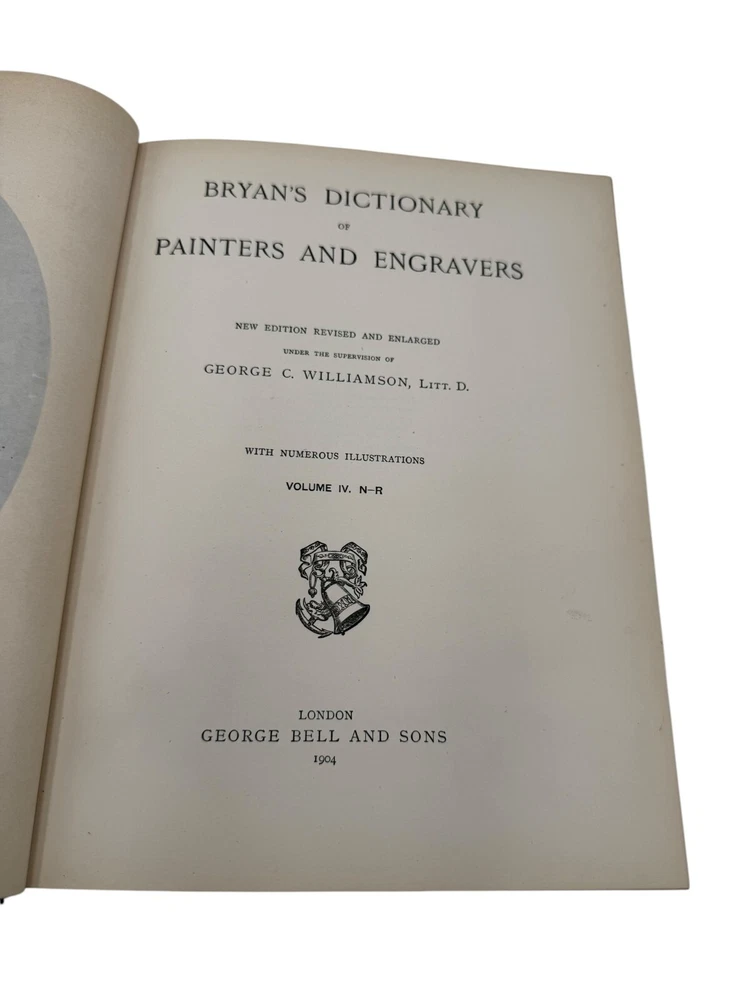 BRYAN'S DICTIONARY
OF
PAINTERS AND ENGRAVERS
NEW EDITION REVISED AND ENLARGED
UNDER THE SUPERVISION OF
GEORGE C. WILLIAMSON, LITT. D.
WITH NUMEROUS ILLUSTRATIONS
VOLUME IV. N–R
LONDON
GEORGE BELL AND SONS
1904